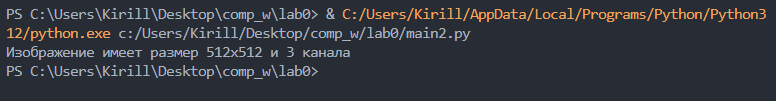 PS C:\Users\Kirill\Desktop\comp_w\lab0> & C:/Users/Kirill/AppData/Local/Programs/Python/Python3
12/python.exe c:/Users/Kirill/Desktop/comp_w/lab0/main2.py
Изображение имеет размер 512x512 и 3 канала
PS C:\Users\Kirill\Desktop\comp_w\lab0>